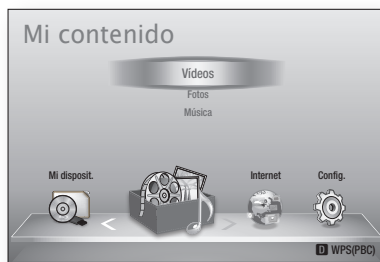 Mi contenido
Vídeos
Fotos
Música
Mi disposit.
Internet
Config.
D WPS(PBC)